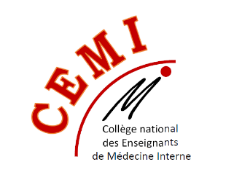 CEMI
Collège national
des Enseignants
de Médecine Interne